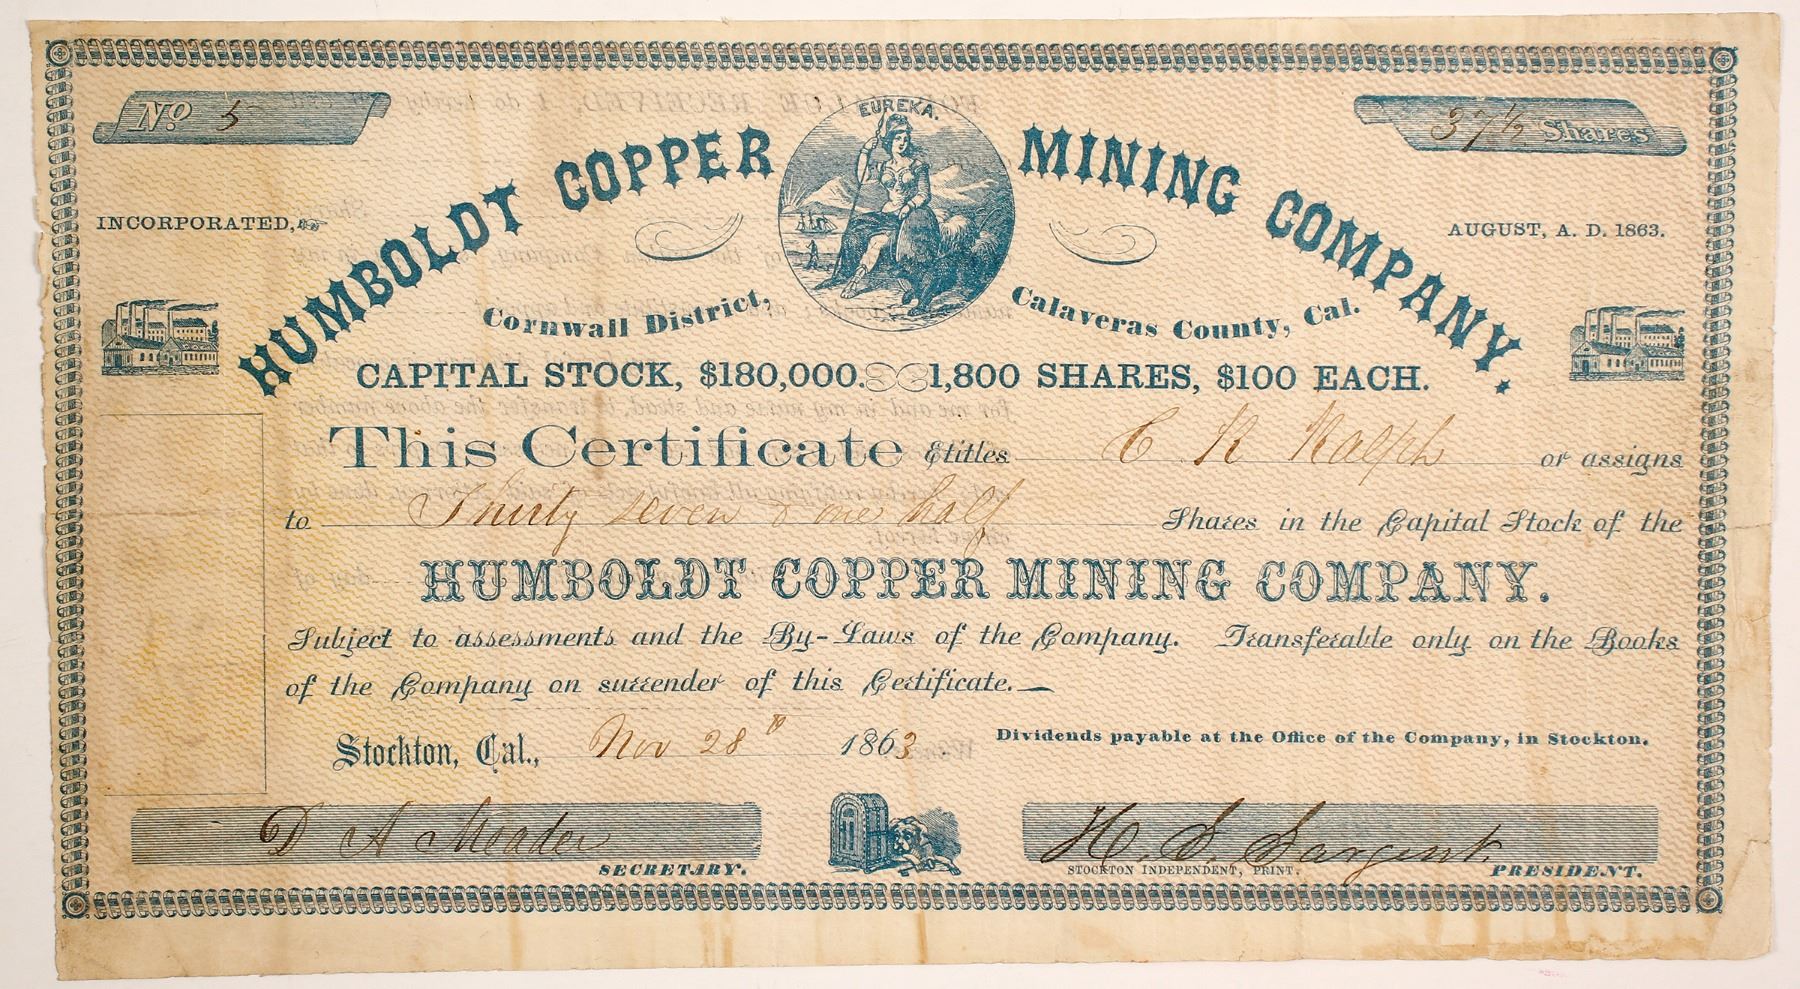 No 5
37½ Shares
EUREKA.
HUMBOLDT COPPER MINING COMPANY.
INCORPORATED,
AUGUST, A. D. 1863.
Cornwall District, Calaveras County, Cal.
CAPITAL STOCK, $180,000. 1,800 SHARES, $100 EACH.
This Certificate Etitles C R Ralph or assigns
to Thirty seven & one half Shares in the Capital Stock of the
HUMBOLDT COPPER MINING COMPANY.
Subject to assessments and the By-Laws of the Company. Transferable only on the Books
of the Company on surrender of this Certificate.
Stockton, Cal., Nov 28th 1863
Dividends payable at the Office of the Company, in Stockton.
D A Meader
SECRETARY.
H. S. Sargent
STOCKTON INDEPENDENT, PRINT.
PRESIDENT.